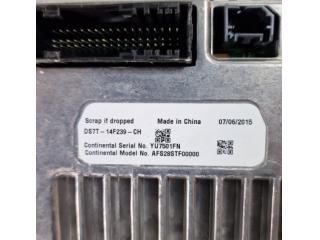 Scrap if dropped Made in China 07/06/2015
DS7T-14F239-CH
Continental Serial No. YU7501FN
Continental Model No. AFS28STF00000